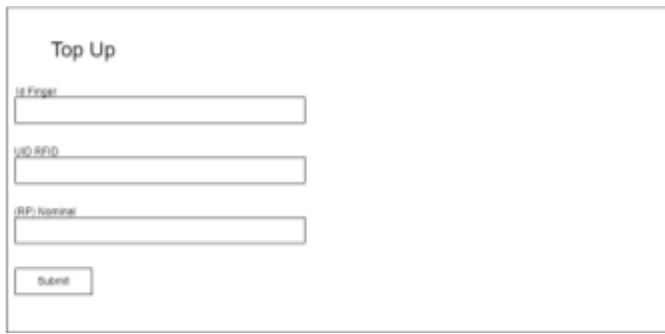 Top Up
Id Finger
UID RFID
(RP) Nominal
Submit